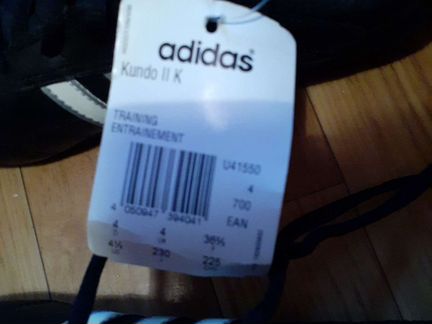 adidas
Kundo II K
TRAINING
ENTRAINEMENT
U41550
4
700
EAN
4 050947 394041
4 4 36⅔
4½ 230 225